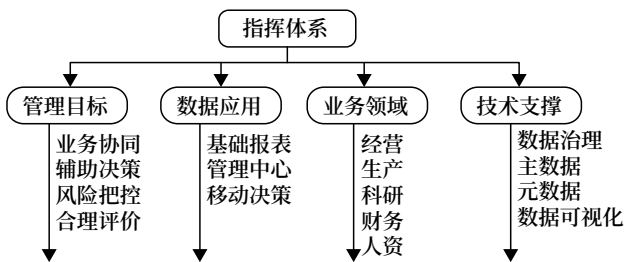 指挥体系
管理目标
数据应用
业务领域
技术支撑
业务协同
辅助决策
风险把控
合理评价
基础报表
管理中心
移动决策
经营
生产
科研
财务
人资
数据治理
主数据
元数据
数据可视化